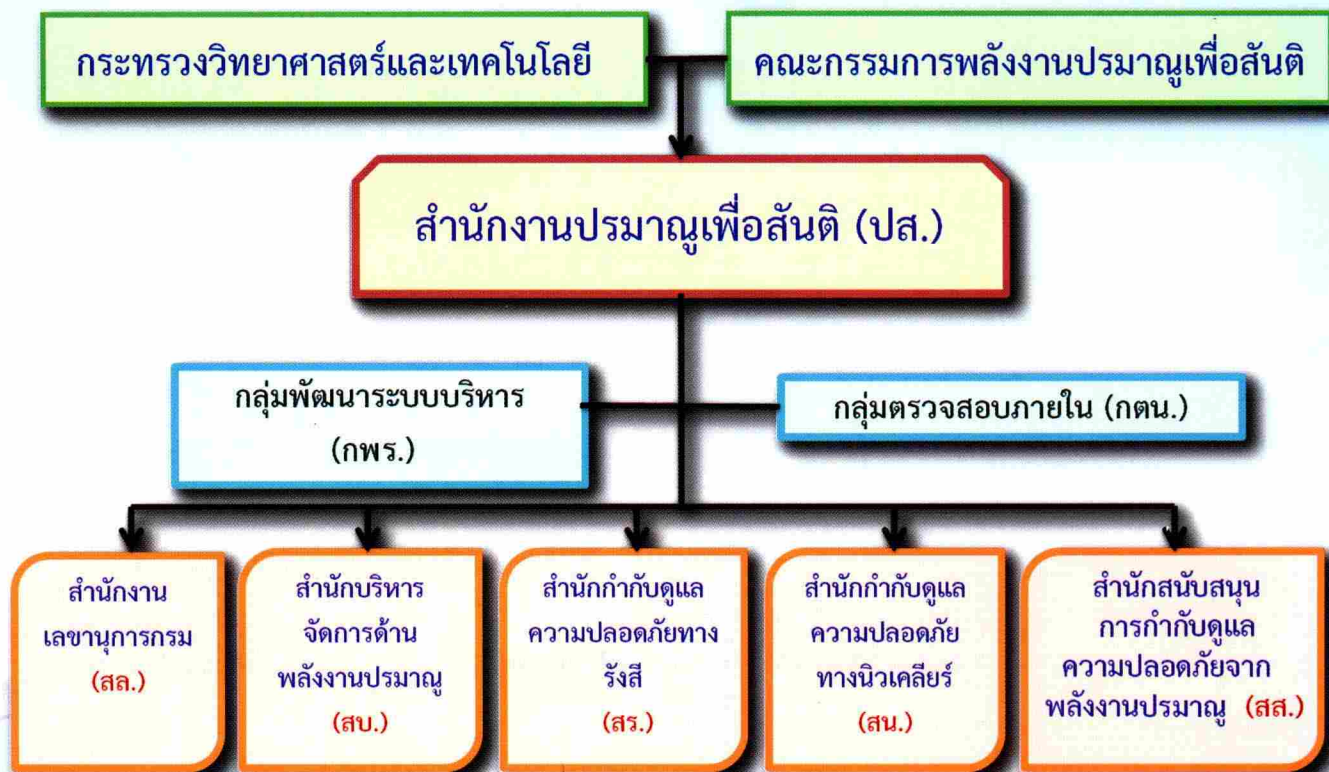 กระทรวงวิทยาศาสตร์และเทคโนโลยี
คณะกรรมการพลังงานปรมาณูเพื่อสันติ
สำนักงานปรมาณูเพื่อสันติ (ปส.)
กลุ่มพัฒนาระบบบริหาร
(กพร.)
กลุ่มตรวจสอบภายใน (กตน.)
สำนักงาน
เลขานุการกรม
(สล.)
สำนักบริหาร
จัดการด้าน
พลังงานปรมาณู
(สบ.)
สำนักกำกับดูแล
ความปลอดภัยทาง
รังสี
(สร.)
สำนักกำกับดูแล
ความปลอดภัย
ทางนิวเคลียร์
(สน.)
สำนักสนับสนุน
การกำกับดูแล
ความปลอดภัยจาก
พลังงานปรมาณู (สส.)